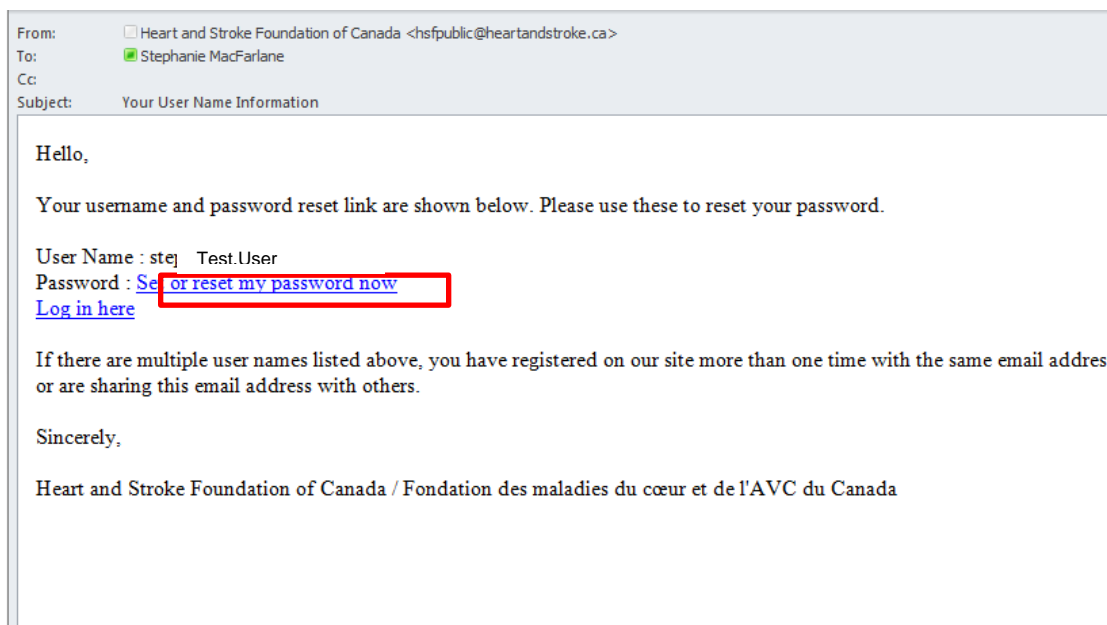 From: Heart and Stroke Foundation of Canada <hsfpublic@heartandstroke.ca>
To: Stephanie MacFarlane
Cc:
Subject: Your User Name Information
Hello,
Your username and password reset link are shown below. Please use these to reset your password.
User Name : step Test.User
Password : Set or reset my password now
Log in here
If there are multiple user names listed above, you have registered on our site more than one time with the same email addres
or are sharing this email address with others.
Sincerely,
Heart and Stroke Foundation of Canada / Fondation des maladies du cœur et de l'AVC du Canada